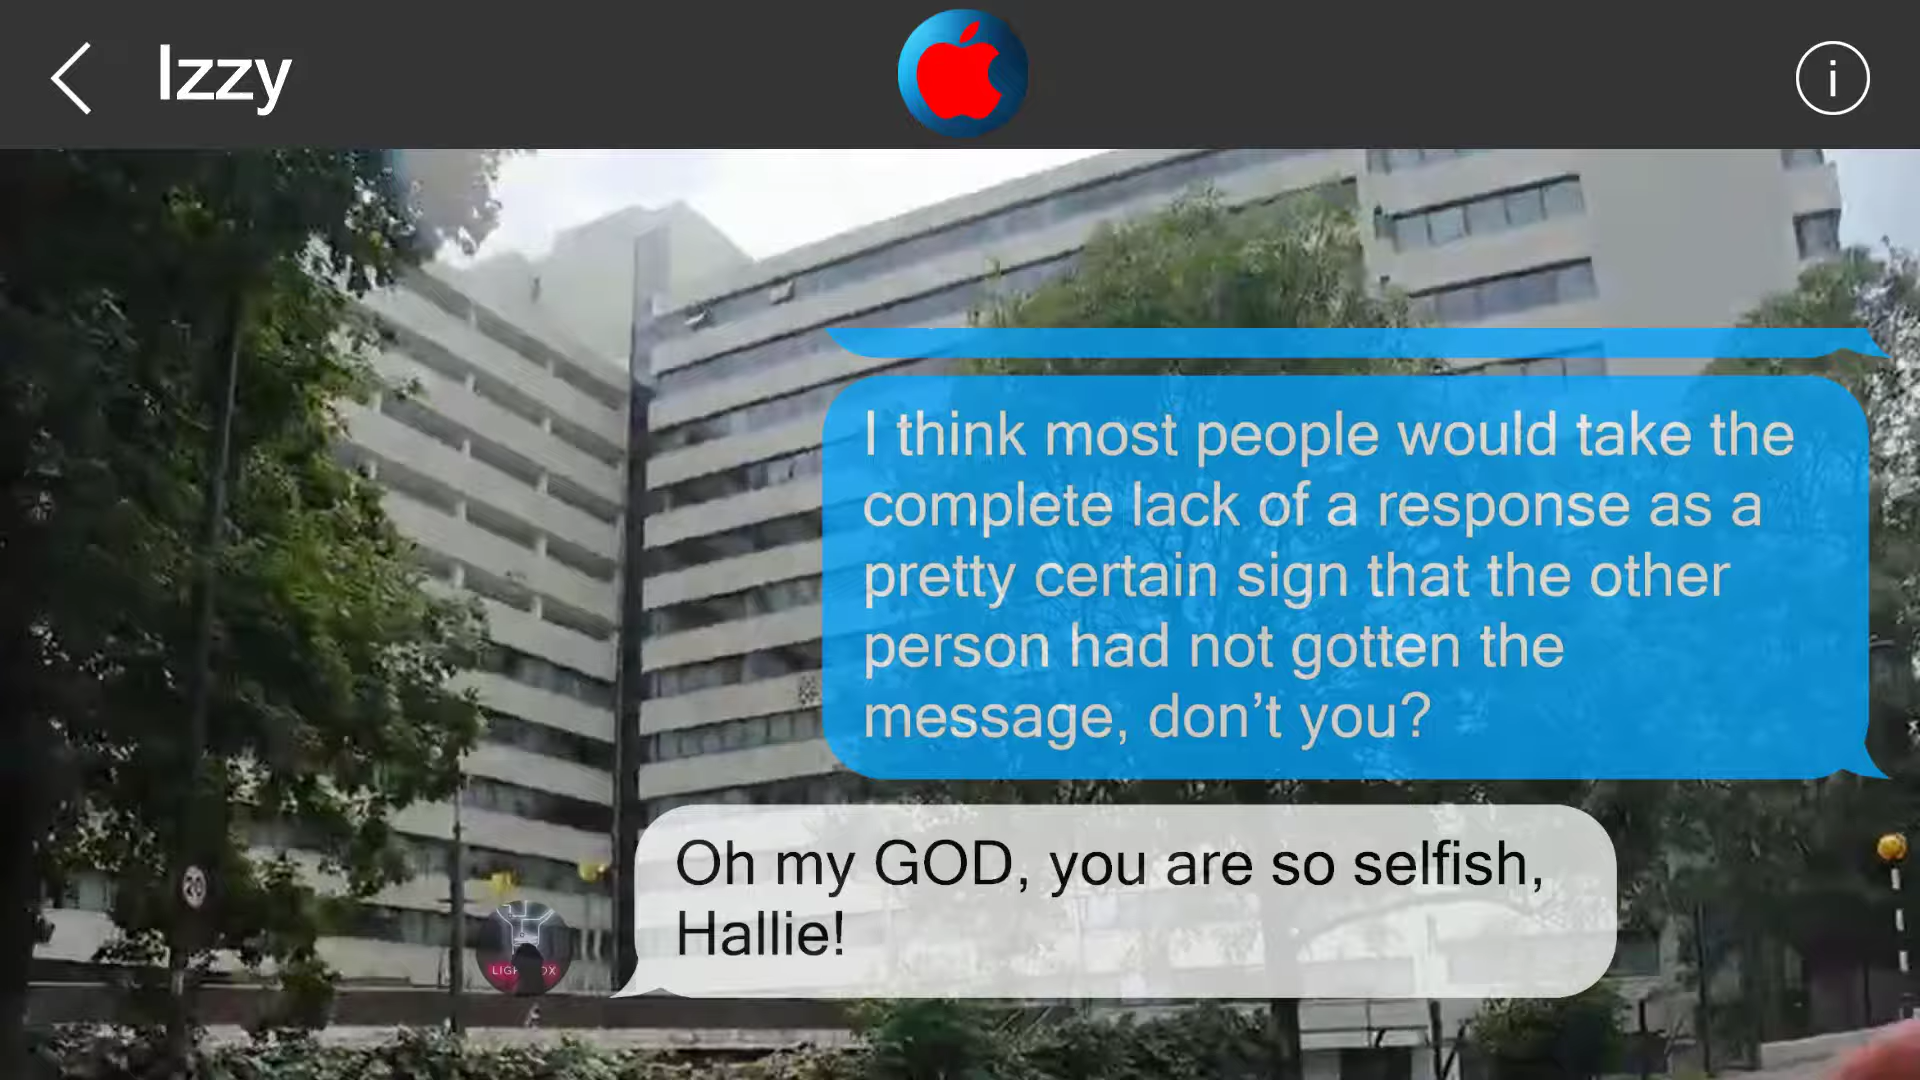 Izzy
i
I think most people would take the
complete lack of a response as a
pretty certain sign that the other
person had not gotten the
message, don’t you?
Oh my GOD, you are so selfish,
Hallie!
20